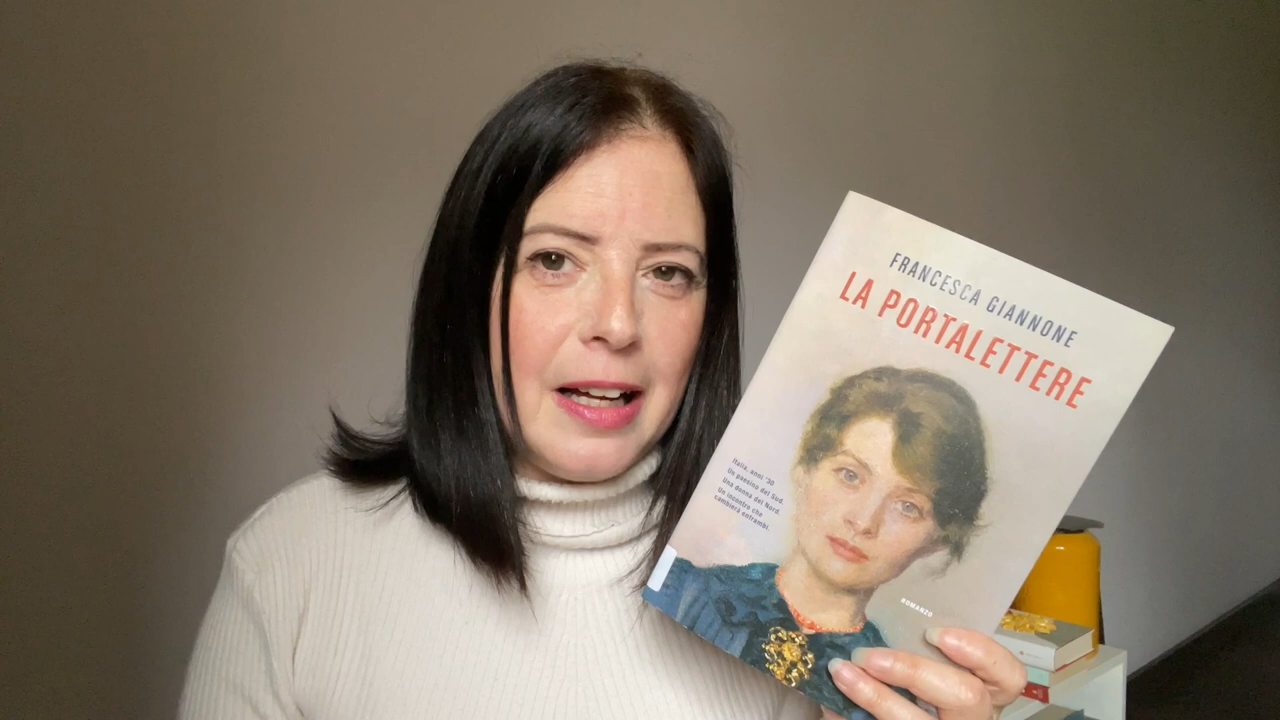 FRANCESCA GIANNONE
LA PORTALETTERE
Italia, anni '30
Un paesino del Sud.
Una donna del Nord.
Un incontro che
cambierà entrambi.
ROMANZO